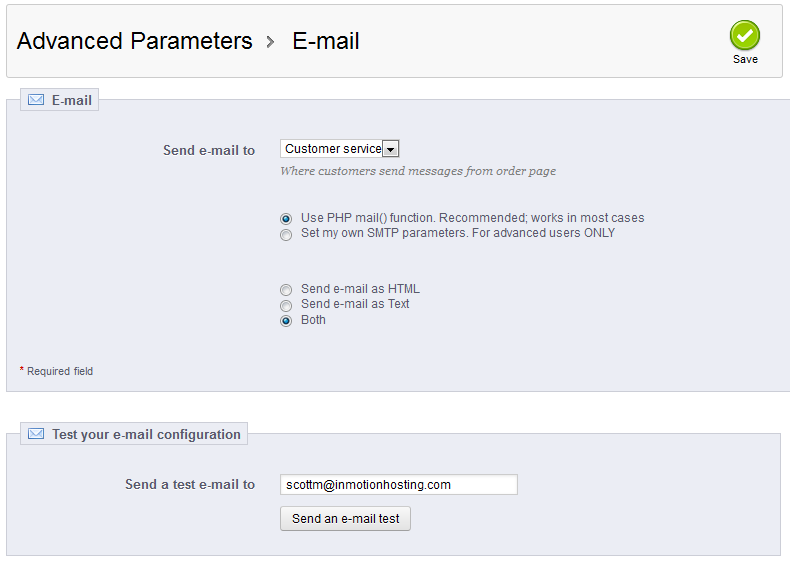 Advanced Parameters > E-mail
Save
E-mail
Send e-mail to
Customer service
Where customers send messages from order page
Use PHP mail() function. Recommended; works in most cases
Set my own SMTP parameters. For advanced users ONLY
Send e-mail as HTML
Send e-mail as Text
Both
* Required field
Test your e-mail configuration
Send a test e-mail to
scottm@inmotionhosting.com
Send an e-mail test